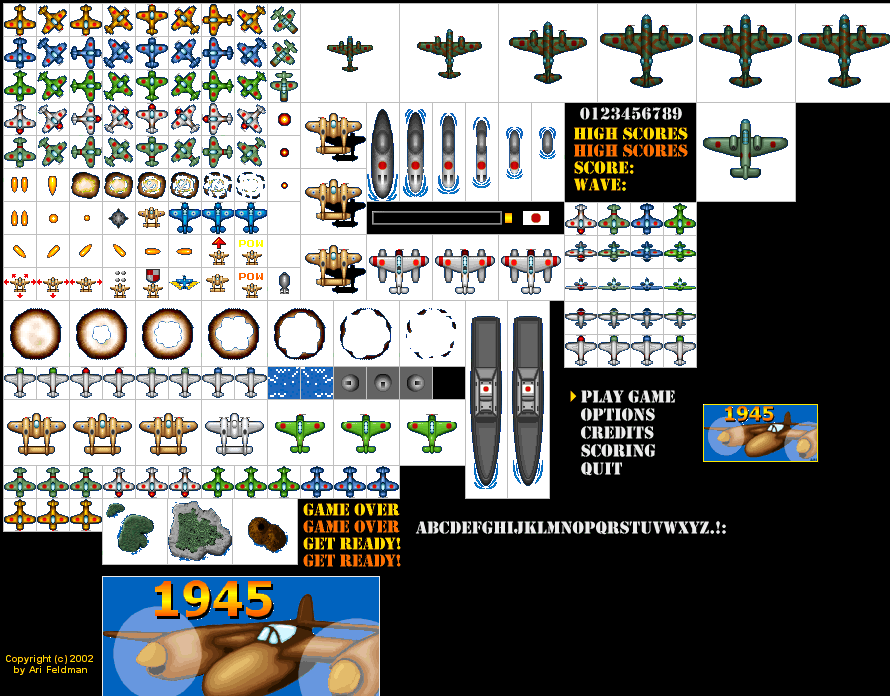 0123456789
HIGH SCORES
HIGH SCORES
SCORE:
WAVE:
POW
POW
PLAY GAME
OPTIONS
CREDITS
SCORING
QUIT
1945
GAME OVER
GAME OVER
GET READY!
GET READY!
ABCDEFGHIJKLMNOPQRSTUVWXYZ.!:
1945
Copyright (c) 2002
by Ari Feldman